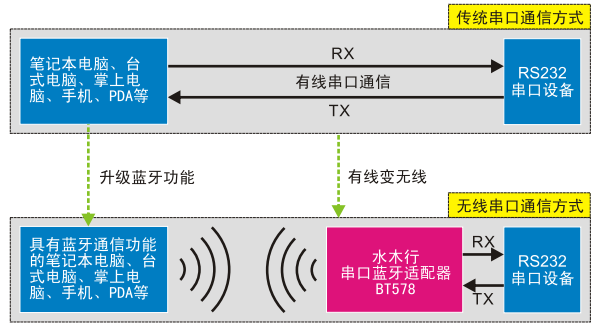 传统串口通信方式
笔记本电脑、台
式电脑、掌上电
脑、手机、PDA等
RX
有线串口通信
TX
RS232
串口设备
升级蓝牙功能
有线变无线
无线串口通信方式
具有蓝牙通信功能
的笔记本电脑、台
式电脑、掌上电
脑、手机、PDA等
水木行
串口蓝牙适配器
BT578
RX
TX
RS232
串口设备